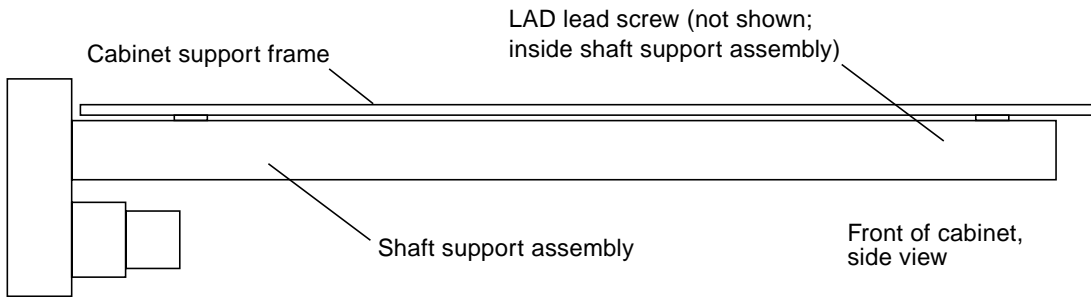 LAD lead screw (not shown;
inside shaft support assembly)
Cabinet support frame
Shaft support assembly
Front of cabinet,
side view